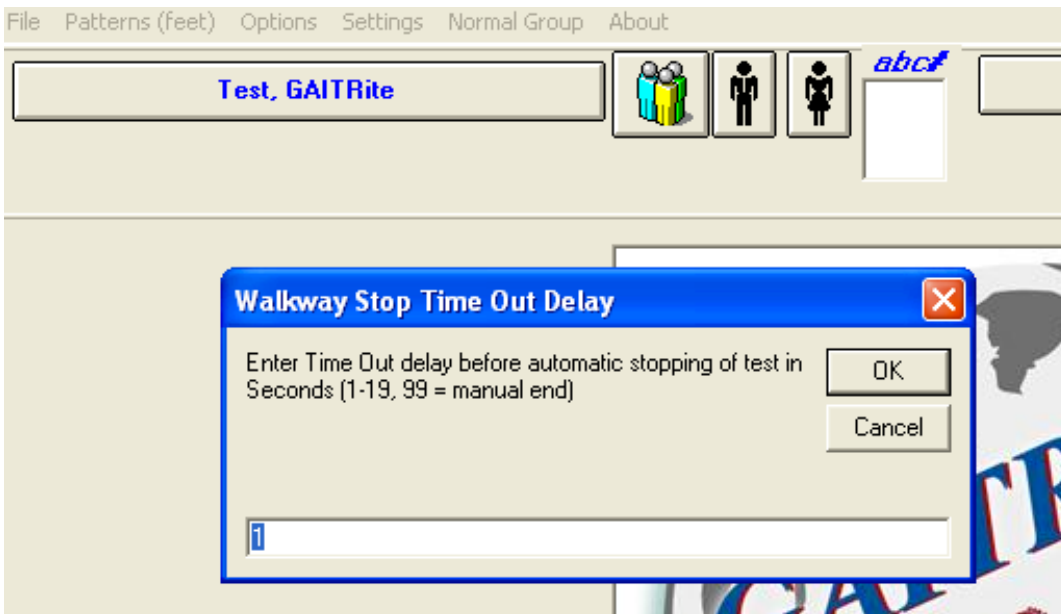 File Patterns (feet) Options Settings Normal Group About
Test, GAITRite
abc#
Walkway Stop Time Out Delay
Enter Time Out delay before automatic stopping of test in
Seconds (1-19, 99 = manual end)
OK
Cancel
1